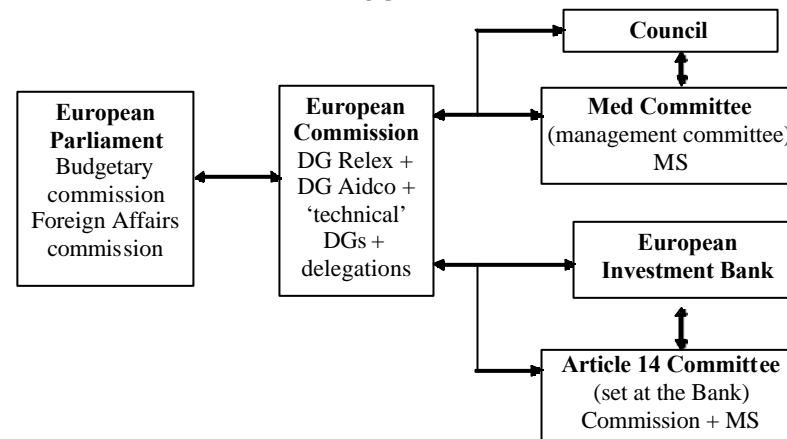 European
Parliament
Budgetary
commission
Foreign Affairs
commission
European
Commission
DG Relex +
DG Aidco +
‘technical’
DGs +
delegations
Council
Med Committee
(management committee)
MS
European
Investment Bank
Article 14 Committee
(set at the Bank)
Commission + MS